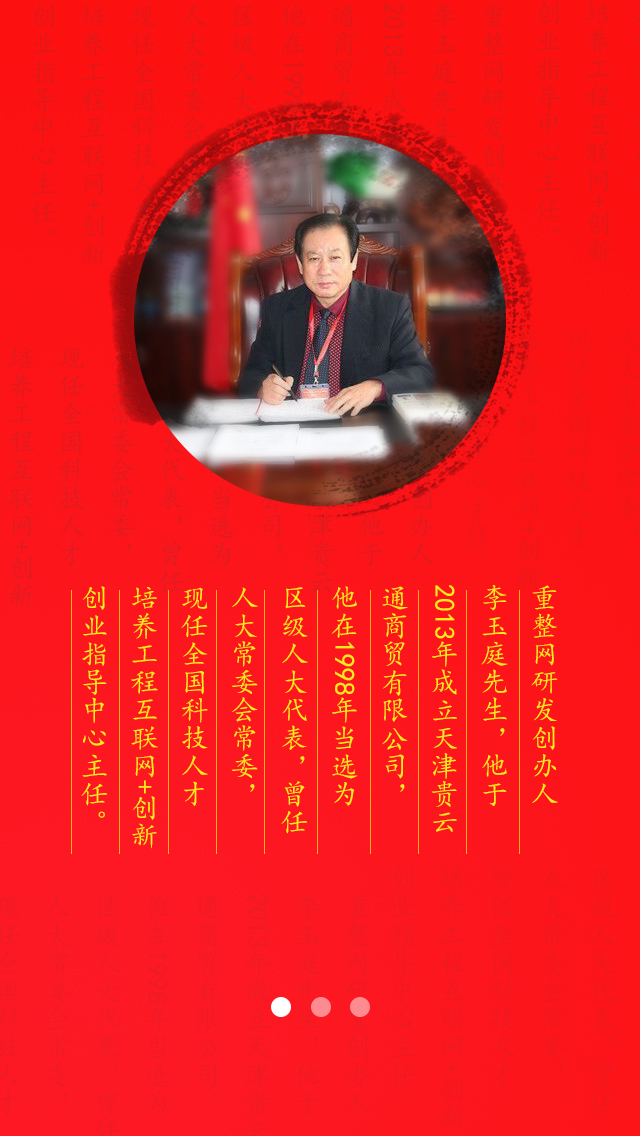 重整网研发创办人
李玉庭先生，他于
2013年成立天津贵云
通商贸有限公司，
他在1998年当选为
区级人大代表，曾任
人大常委会常委，
现任全国科技人才
培养工程互联网+创新
创业指导中心主任。